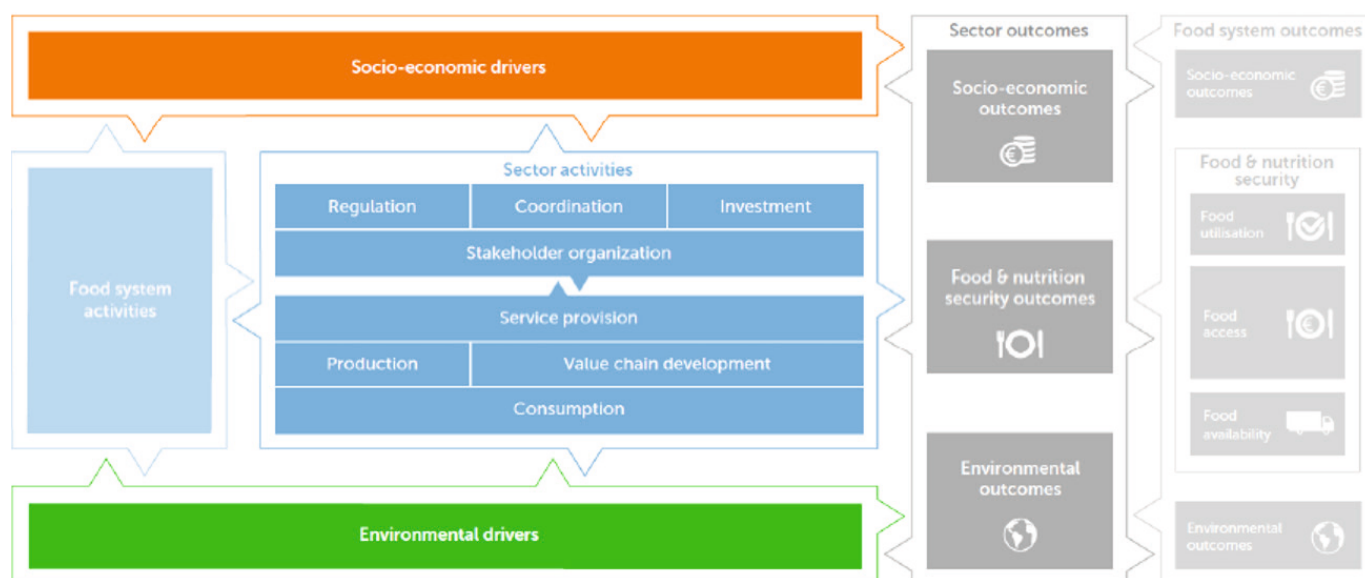 Socio-economic drivers
Food system
activities
Sector activities
Regulation
Coordination
Investment
Stakeholder organization
Service provision
Production
Value chain development
Consumption
Environmental drivers
Sector outcomes
Socio-economic
outcomes
Food & nutrition
security outcomes
Environmental
outcomes
Food system outcomes
Socio-economic
outcomes
Food & nutrition
security
Food
utilisation
Food
access
Food
availability
Environmental
outcomes